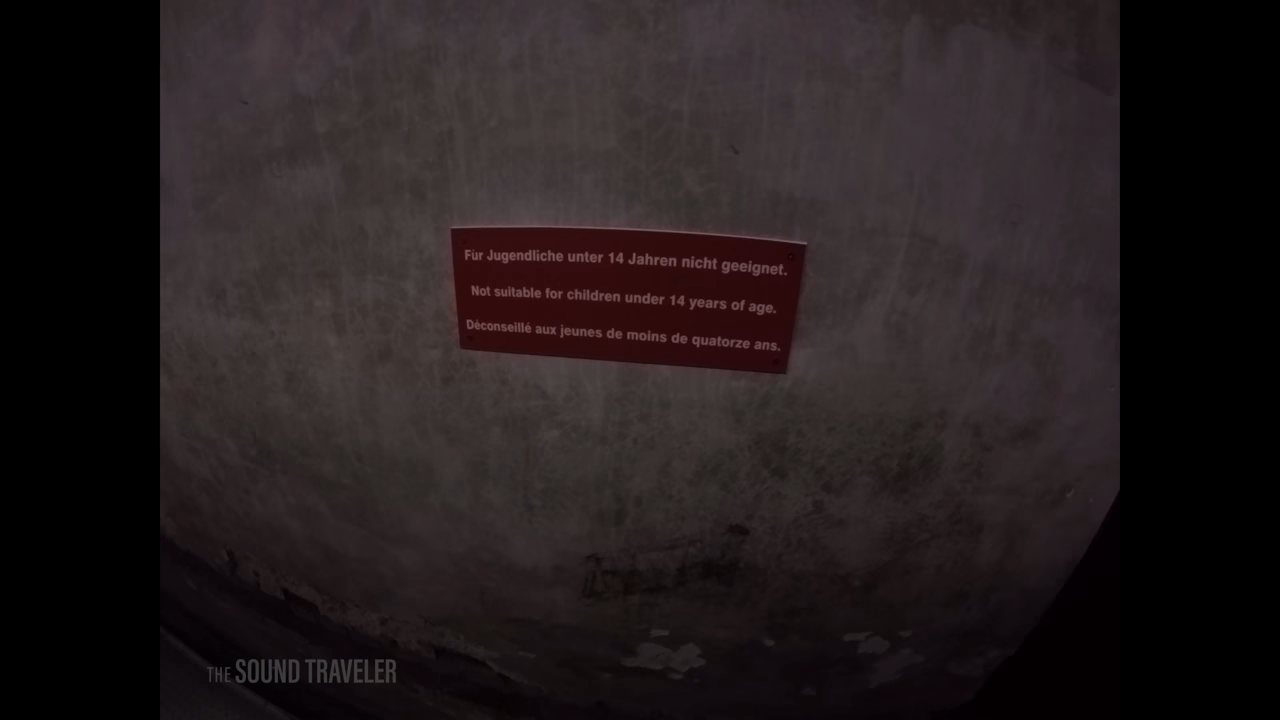 Für Jugendliche unter 14 Jahren nicht geeignet.
Not suitable for children under 14 years of age.
Déconseillé aux jeunes de moins de quatorze ans.
THE SOUND TRAVELER